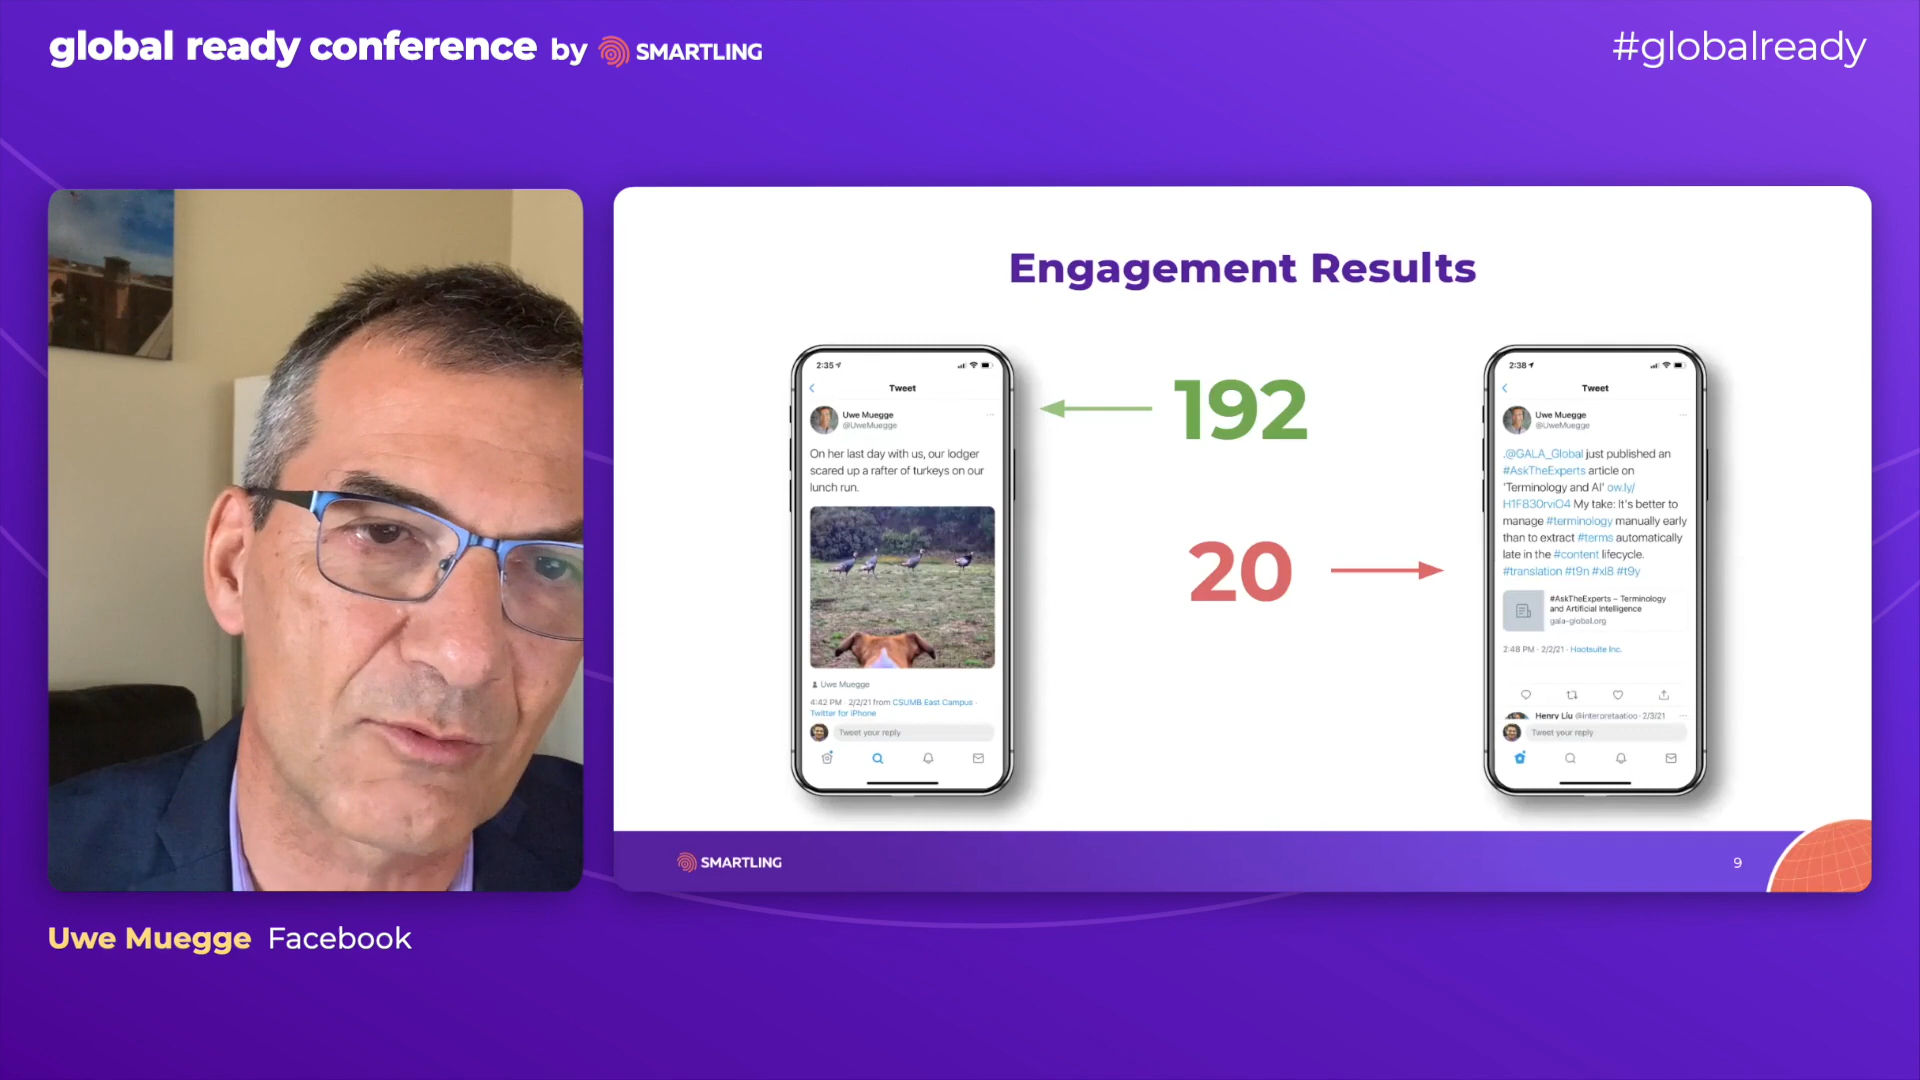 global ready conference by SMARTLING
#globalready
Engagement Results
2:35
Tweet
Uwe Muegge
@UweMuegge
On her last day with us, our lodger
scared up a rafter of turkeys on our
lunch run.
Uwe Muegge
4:42 PM · 2/2/21 from CSUMB East Campus ·
Twitter for iPhone
Tweet your reply
192
20
2:38
Tweet
Uwe Muegge
@UweMuegge
.@GALA_Global just published an
#AskTheExperts article on
'Terminology and AI' ow.ly/
H1F830rviO4 My take: It's better to
manage #terminology manually early
than to extract #terms automatically
late in the #content lifecycle.
#translation #t9n #xl8 #t9y
#AskTheExperts – Terminology
and Artificial Intelligence
gala-global.org
2:48 PM · 2/2/21 · Hootsuite Inc.
Henry Liu @interpretaatioo · 2/3/21
Tweet your reply
SMARTLING
9
Uwe Muegge Facebook